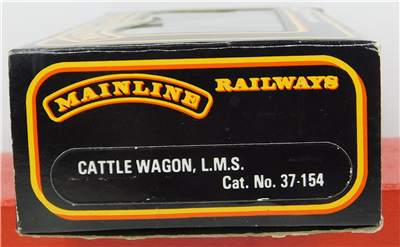 MAINLINE RAILWAYS
CATTLE WAGON, L.M.S.
Cat. No. 37-154